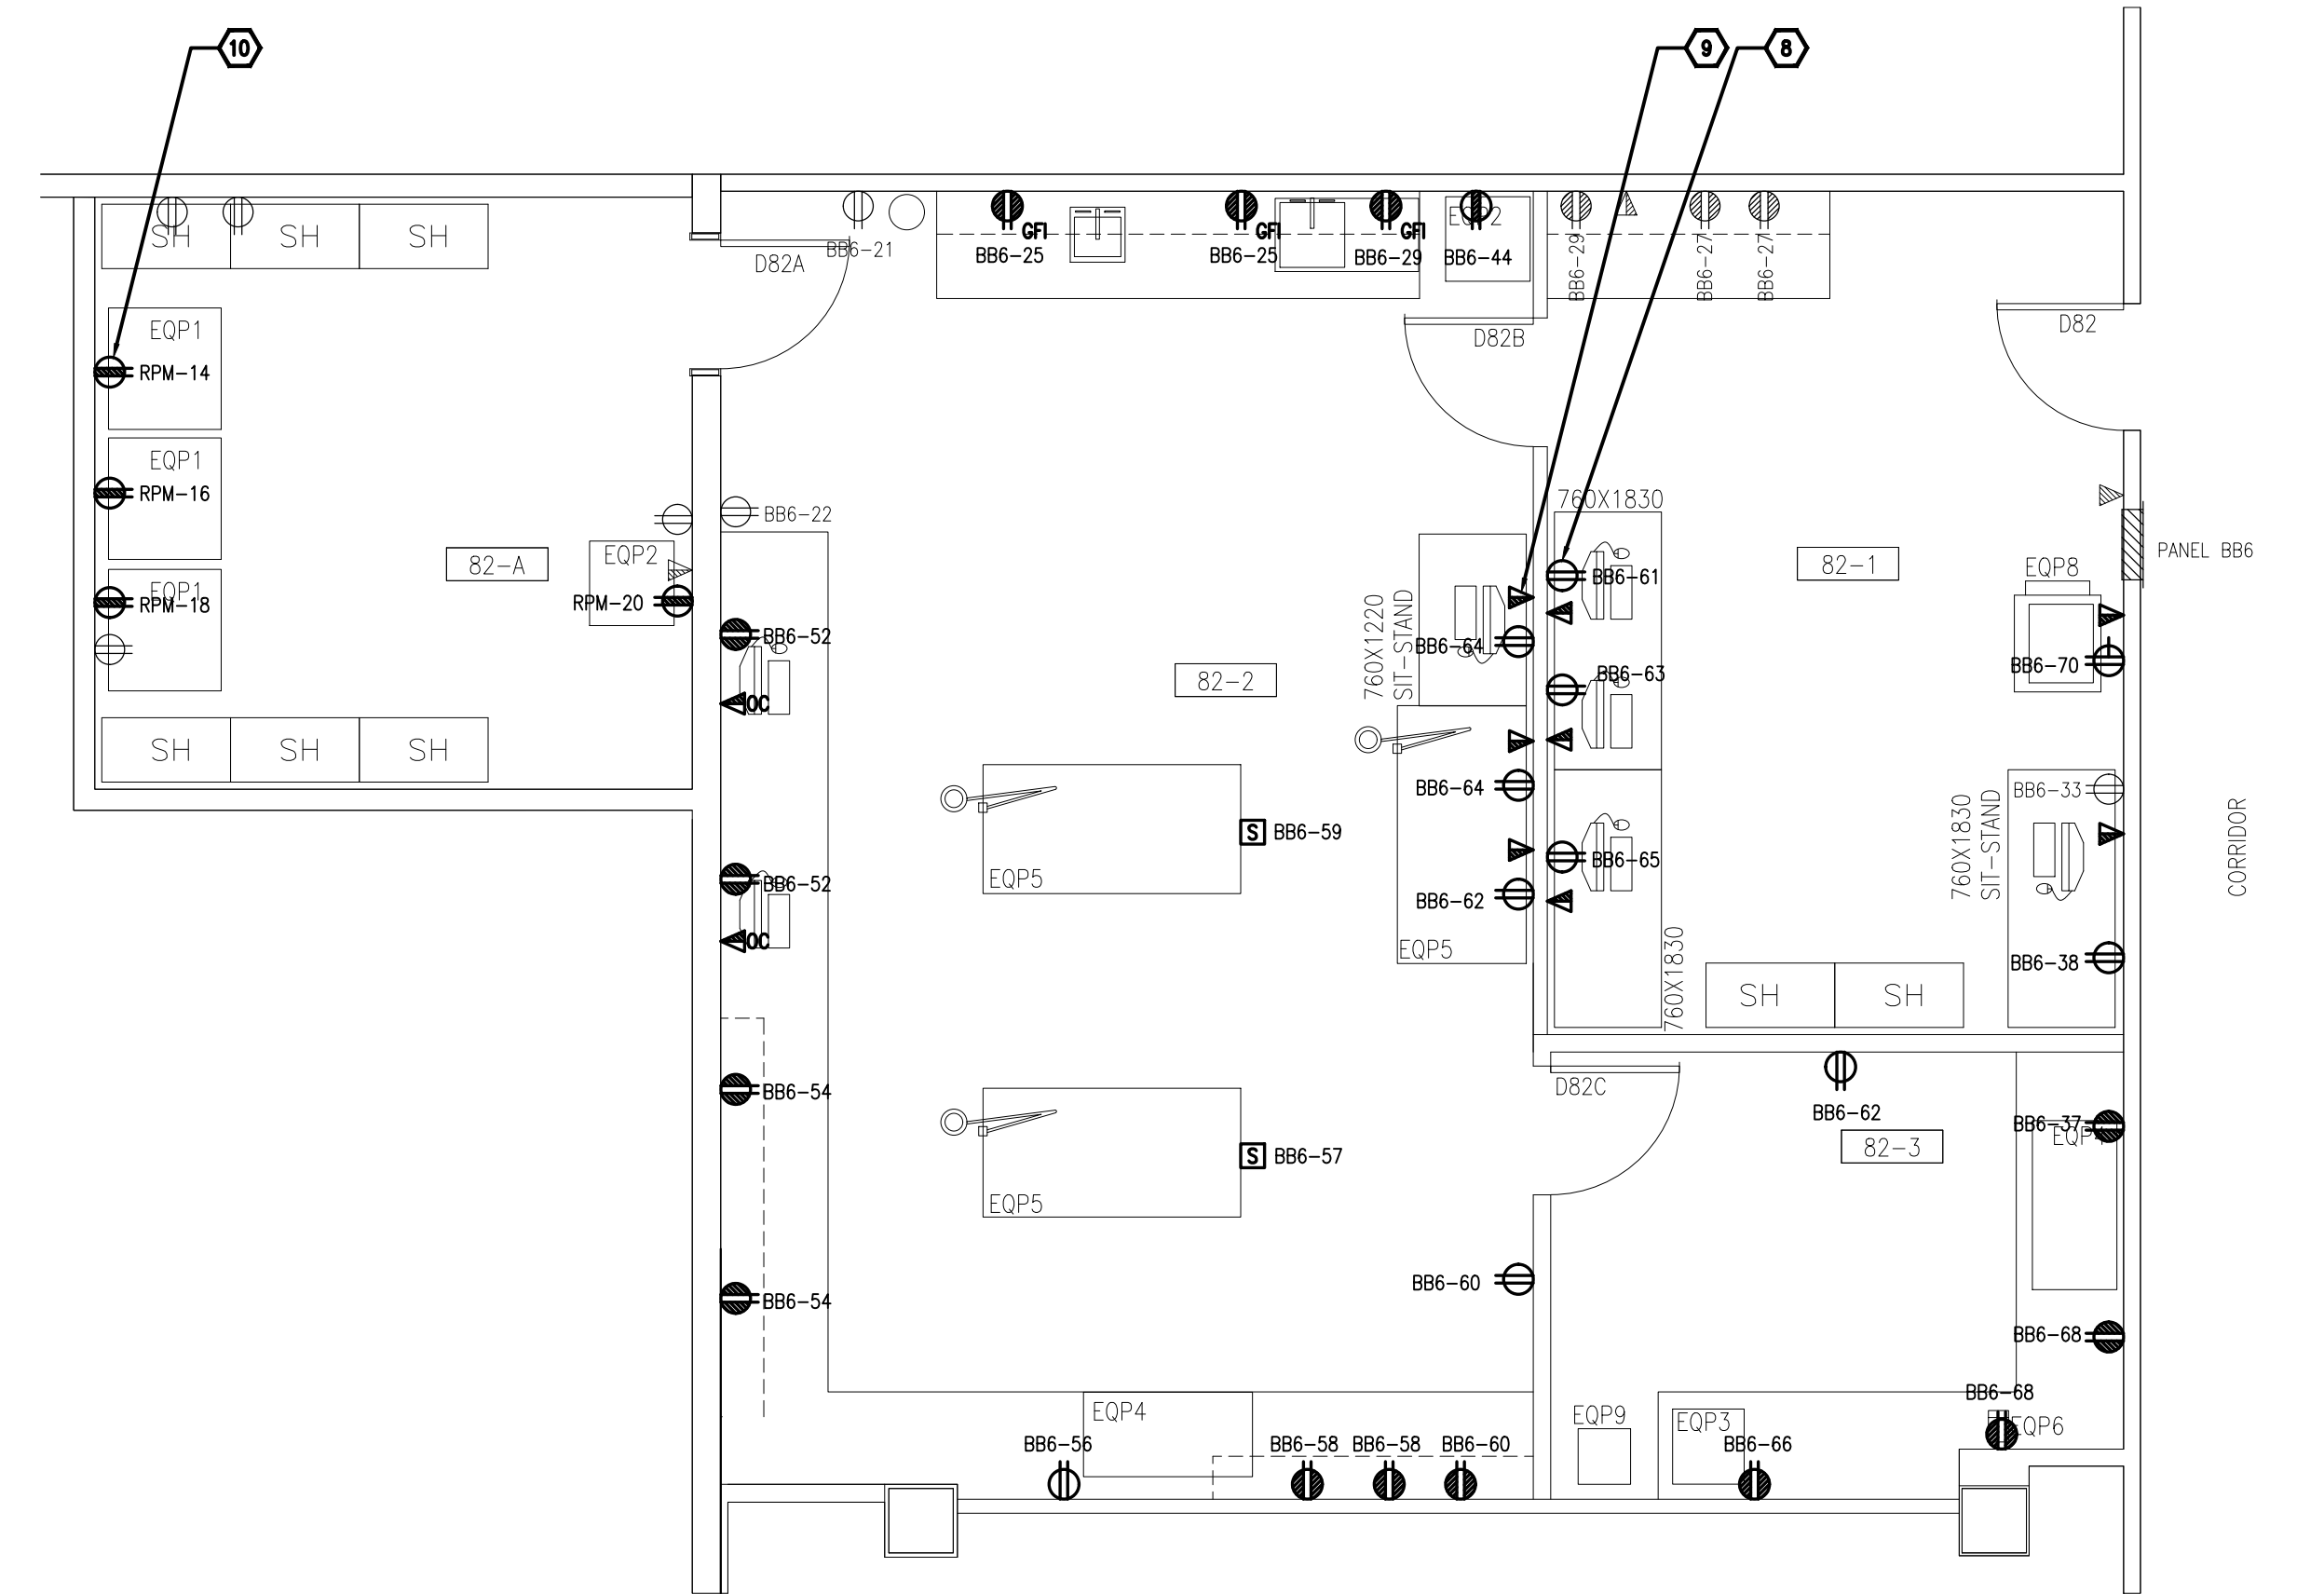 10
9
8
SH
SH
SH
D82A
BB6-21
GFI
BB6-25
GFI
BB6-25
GFI
BB6-29
EQP2
BB6-44
BB6-29
BB6-27
BB6-27
D82B
D82
EQP1
RPM-14
EQP1
RPM-16
EQP1
RPM-18
82-A
EQP2
RPM-20
BB6-22
BB6-52
OC
BB6-52
OC
BB6-54
BB6-54
SH
SH
SH
82-2
760X1220
SIT-STAND
BB6-64
BB6-64
BB6-62
EQP5
760X1830
BB6-61
BB6-63
BB6-65
760X1830
82-1
PANEL BB6
EQP8
BB6-70
BB6-33
760X1830
SIT-STAND
BB6-38
CORRIDOR
SH
SH
BB6-59
EQP5
BB6-57
EQP5
D82C
BB6-62
82-3
BB6-37
BB6-68
BB6-68
EQP6
BB6-60
EQP4
BB6-56
BB6-58
BB6-58
BB6-60
EQP9
EQP3
BB6-66